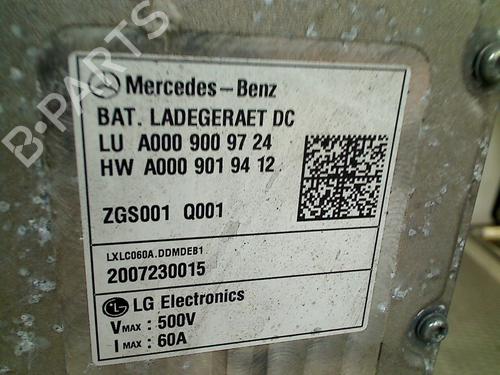 B-PARTS
Mercedes-Benz
BAT. LADEGERAET DC
LU A000 900 97 24
HW A000 901 94 12
ZGS001 Q001
LXLC060A.DDMDEB1
2007230015
LG Electronics
VMAX : 500V
IMAX : 60A